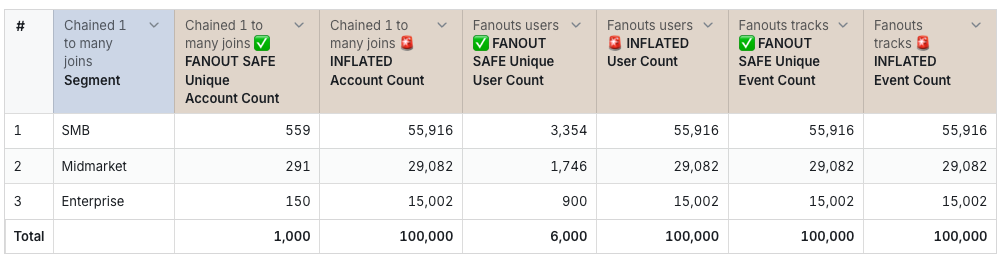 # Chained 1 to many joins Segment Chained 1 to many joins ✅ FANOUT SAFE Unique Account Count Chained 1 to many joins 🚨 INFLATED Account Count Fanouts users ✅ FANOUT SAFE Unique User Count Fanouts users 🚨 INFLATED User Count Fanouts tracks ✅ FANOUT SAFE Unique Event Count Fanouts tracks 🚨 INFLATED Event Count
1 SMB 559 55,916 3,354 55,916 55,916 55,916
2 Midmarket 291 29,082 1,746 29,082 29,082 29,082
3 Enterprise 150 15,002 900 15,002 15,002 15,002
Total 1,000 100,000 6,000 100,000 100,000 100,000